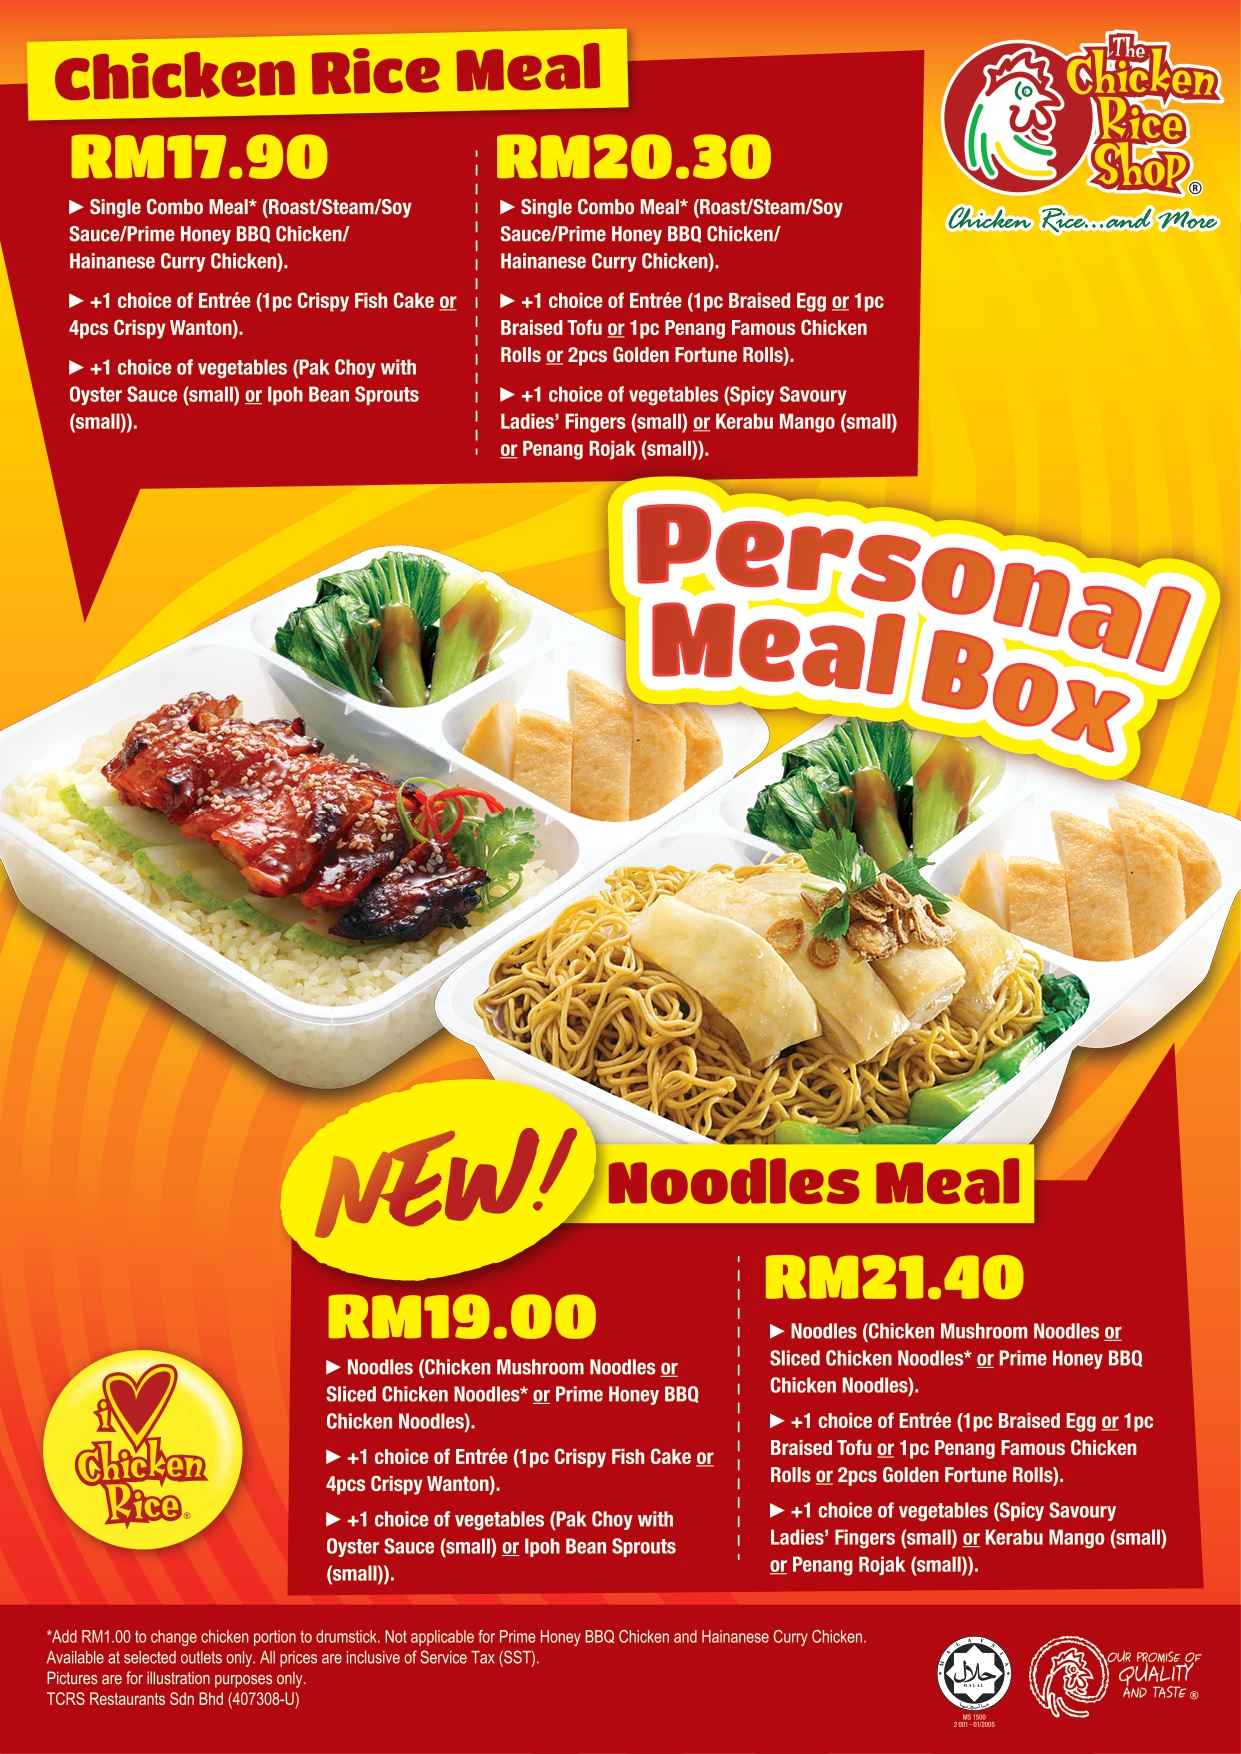 Chicken Rice Meal
The
Chicken
Rice
Shop®
Chicken Rice...and More
RM17.90
► Single Combo Meal* (Roast/Steam/Soy
Sauce/Prime Honey BBQ Chicken/
Hainanese Curry Chicken).
► +1 choice of Entrée (1pc Crispy Fish Cake or
4pcs Crispy Wanton).
► +1 choice of vegetables (Pak Choy with
Oyster Sauce (small) or Ipoh Bean Sprouts
(small)).
RM20.30
► Single Combo Meal* (Roast/Steam/Soy
Sauce/Prime Honey BBQ Chicken/
Hainanese Curry Chicken).
► +1 choice of Entrée (1pc Braised Egg or 1pc
Braised Tofu or 1pc Penang Famous Chicken
Rolls or 2pcs Golden Fortune Rolls).
► +1 choice of vegetables (Spicy Savoury
Ladies' Fingers (small) or Kerabu Mango (small)
or Penang Rojak (small)).
Personal
Meal Box
NEW!
Noodles Meal
RM19.00
► Noodles (Chicken Mushroom Noodles or
Sliced Chicken Noodles* or Prime Honey BBQ
Chicken Noodles).
► +1 choice of Entrée (1pc Crispy Fish Cake or
4pcs Crispy Wanton).
► +1 choice of vegetables (Pak Choy with
Oyster Sauce (small) or Ipoh Bean Sprouts
(small)).
RM21.40
► Noodles (Chicken Mushroom Noodles or
Sliced Chicken Noodles* or Prime Honey BBQ
Chicken Noodles).
► +1 choice of Entrée (1pc Braised Egg or 1pc
Braised Tofu or 1pc Penang Famous Chicken
Rolls or 2pcs Golden Fortune Rolls).
► +1 choice of vegetables (Spicy Savoury
Ladies' Fingers (small) or Kerabu Mango (small)
or Penang Rojak (small)).
i
Chicken
Rice®
*Add RM1.00 to change chicken portion to drumstick. Not applicable for Prime Honey BBQ Chicken and Hainanese Curry Chicken.
Available at selected outlets only. All prices are inclusive of Service Tax (SST).
Pictures are for illustration purposes only.
TCRS Restaurants Sdn Bhd (407308-U)
MALAYSIA
حلال
HALAL
ماليسيا
MS 1500
2 001 - 01/2005
OUR PROMISE OF
QUALITY
AND TASTE ®